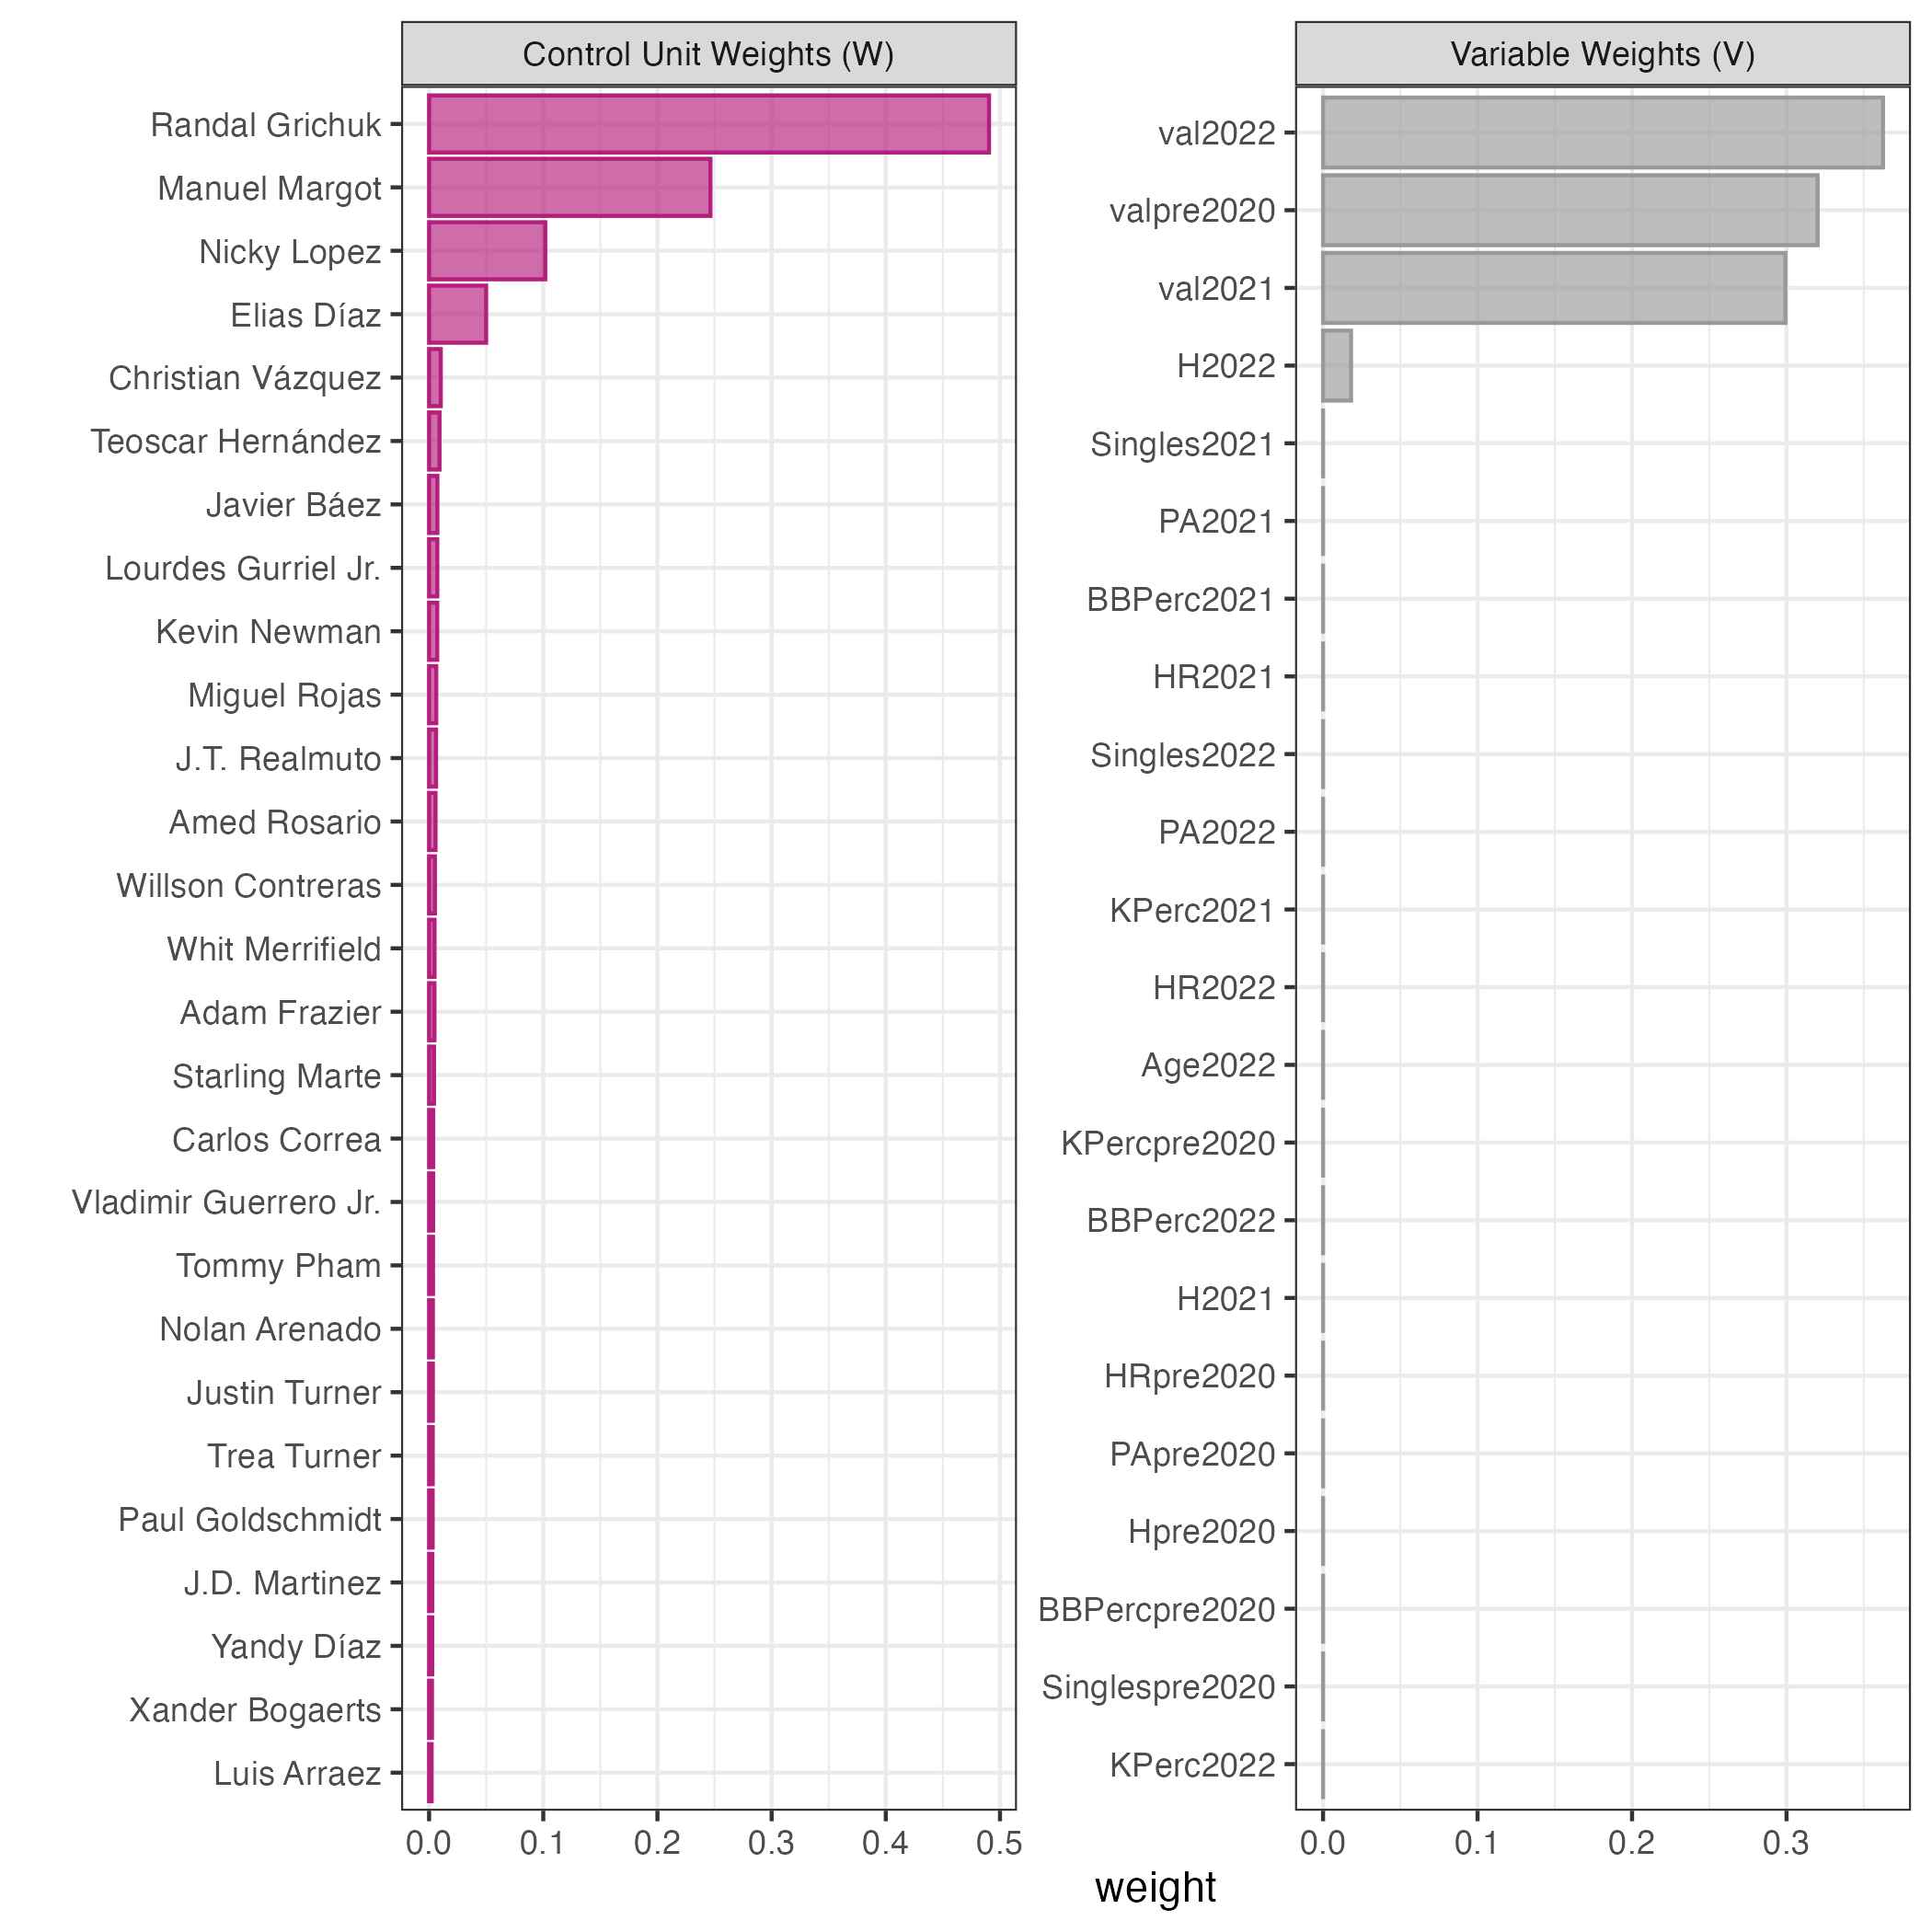 Control Unit Weights (W)
Randal Grichuk
Manuel Margot
Nicky Lopez
Elias Díaz
Christian Vázquez
Teoscar Hernández
Javier Báez
Lourdes Gurriel Jr.
Kevin Newman
Miguel Rojas
J.T. Realmuto
Amed Rosario
Willson Contreras
Whit Merrifield
Adam Frazier
Starling Marte
Carlos Correa
Vladimir Guerrero Jr.
Tommy Pham
Nolan Arenado
Justin Turner
Trea Turner
Paul Goldschmidt
J.D. Martinez
Yandy Díaz
Xander Bogaerts
Luis Arraez
0.0 0.1 0.2 0.3 0.4 0.5
Variable Weights (V)
val2022
valpre2020
val2021
H2022
Singles2021
PA2021
BBPerc2021
HR2021
Singles2022
PA2022
KPerc2021
HR2022
Age2022
KPercpre2020
BBPerc2022
H2021
HRpre2020
PApre2020
Hpre2020
BBPercpre2020
Singlespre2020
KPerc2022
0.0 0.1 0.2 0.3
weight